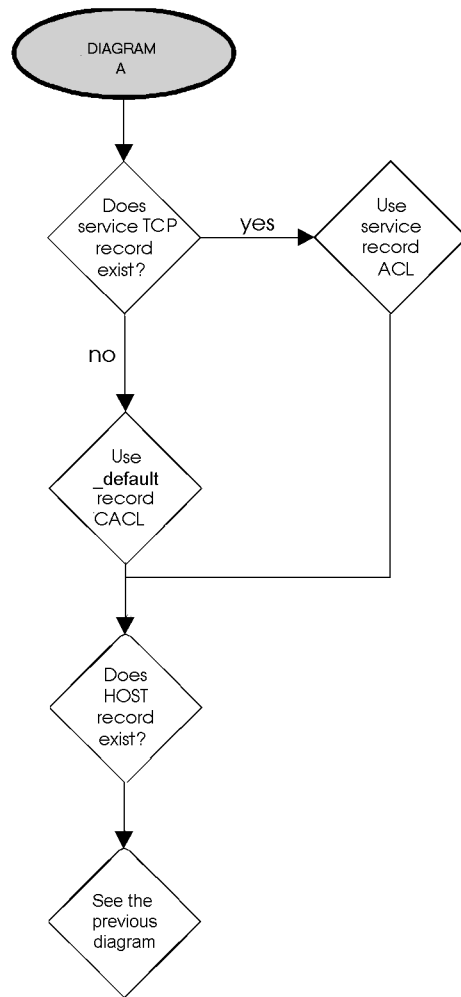 DIAGRAM
A
Does
service TCP
record
exist?
yes
Use
service
record
ACL
no
Use
_default
record
CACL
Does
HOST
record
exist?
See the
previous
diagram